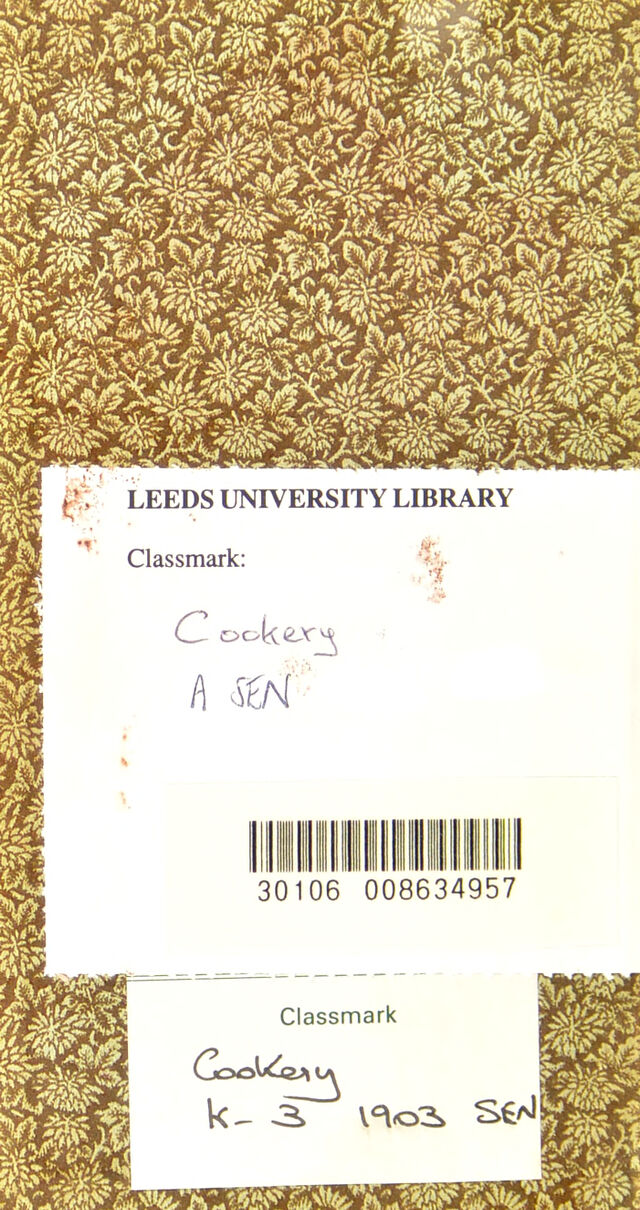 LEEDS UNIVERSITY LIBRARY
Classmark:
Cookery
A SEN
30106 008634957
Classmark
Cookery
K-3 1903 SEN